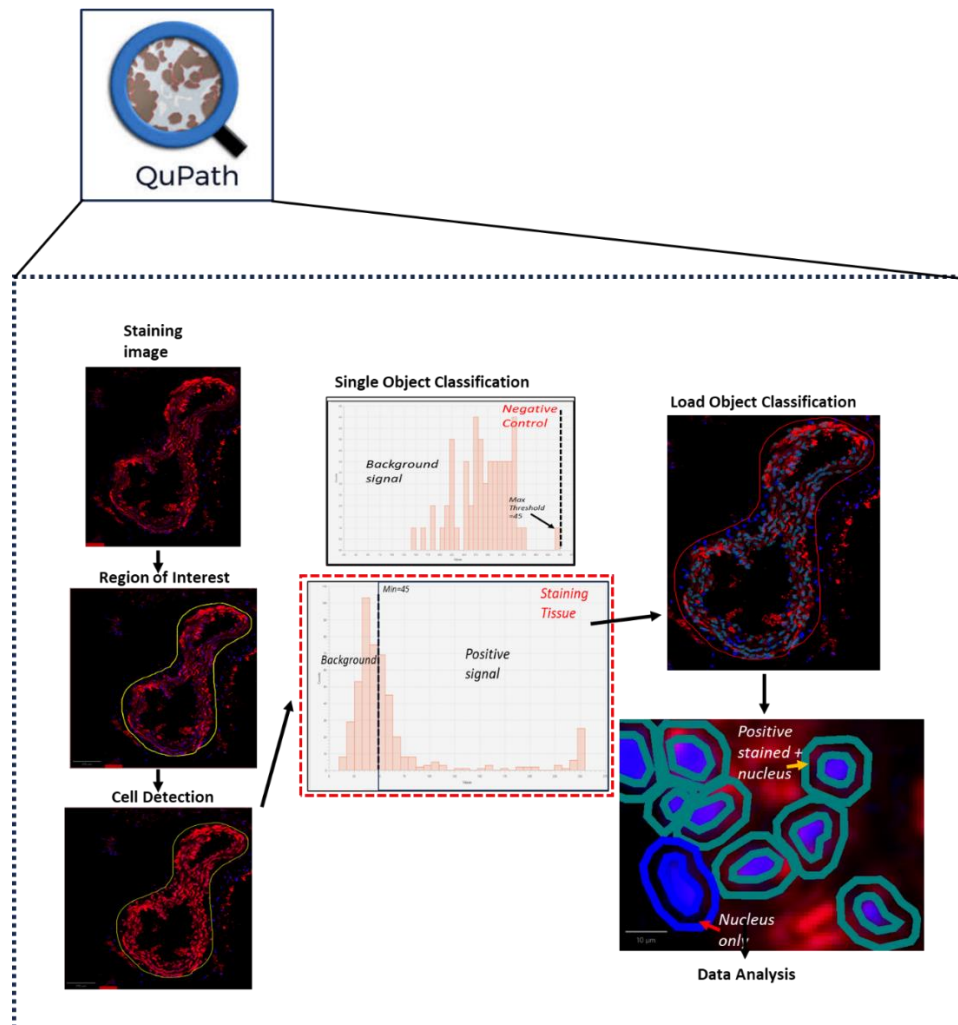 QuPath
Staining
image
Region of Interest
Cell Detection
Single Object Classification
Negative
Control
Background
signal
Max
Threshold
=45
Min=45
Staining
Tissue
Background
Positive
signal
Load Object Classification
Positive
stained +
nucleus
Nucleus
only
10 µm
Data Analysis